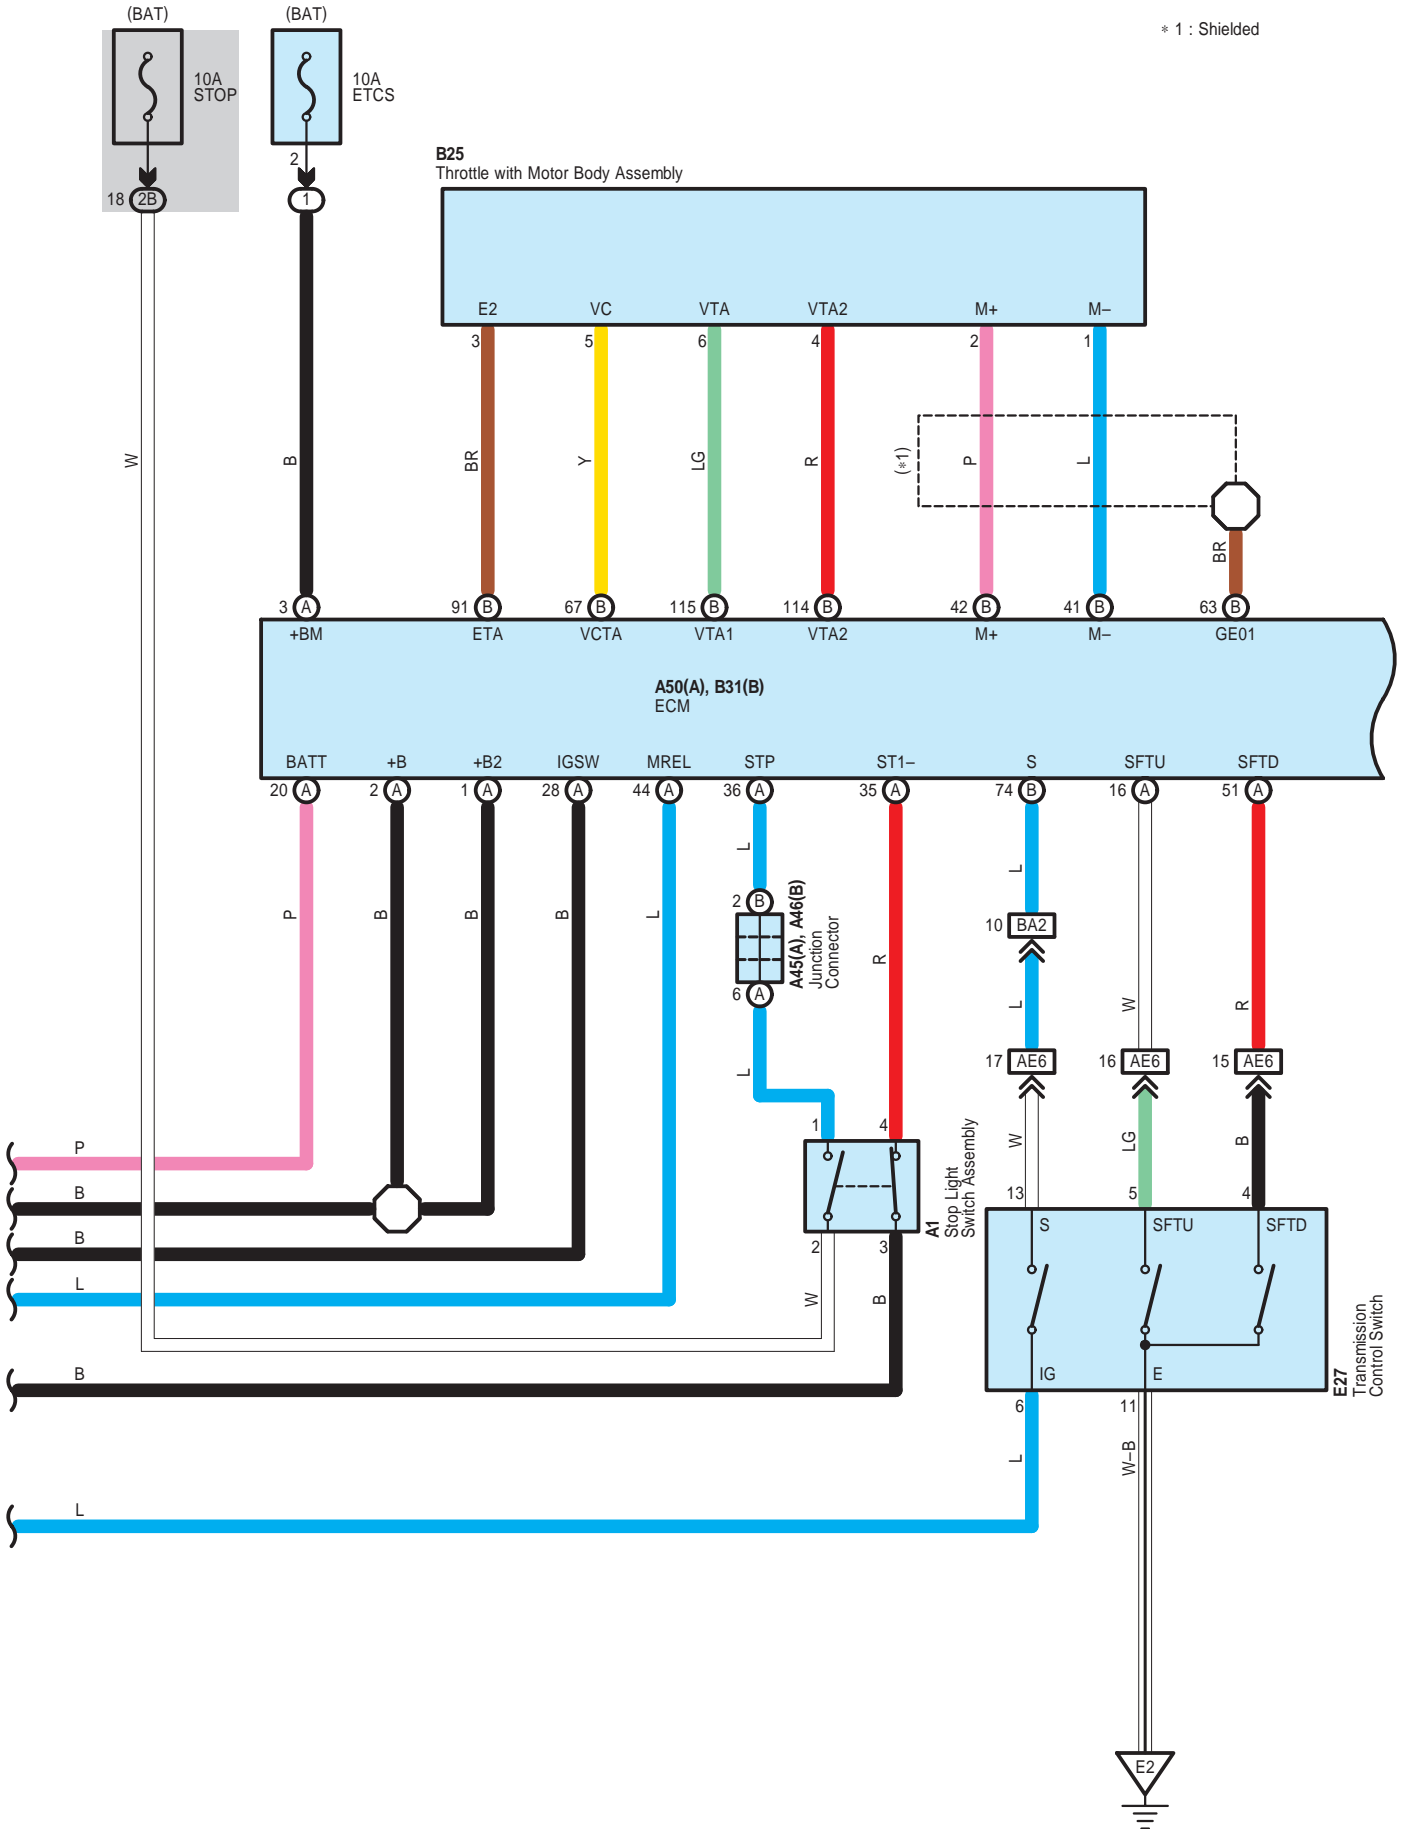 (BAT)
(BAT)
∗ 1 : Shielded
10A
STOP
10A
ETCS
2
18
2B
1
B25
Throttle with Motor Body Assembly
E2
VC
VTA
VTA2
M+
M–
3
5
6
4
2
1
W
B
BR
Y
LG
R
(∗1)
P
L
BR
3
A
91
B
67
B
115
B
114
B
42
B
41
B
63
B
+BM
ETA
VCTA
VTA1
VTA2
M+
M–
GE01
A50(A), B31(B)
ECM
BATT
+B
+B2
IGSW
MREL
STP
ST1–
S
SFTU
SFTD
20
A
2
A
1
A
28
A
44
A
36
A
35
A
74
B
16
A
51
A
L
L
2
B
P
B
B
B
L
A45(A), A46(B)
Junction
Connector
R
10
BA2
6
A
L
W
R
L
17
AE6
16
AE6
15
AE6
1
4
W
LG
B
A1
Stop Light
Switch Assembly
P
B
B
L
B
2
3
W
B
13
5
4
S
SFTU
SFTD
IG
E
E27
Transmission
Control Switch
6
11
L
W–B
L
E2